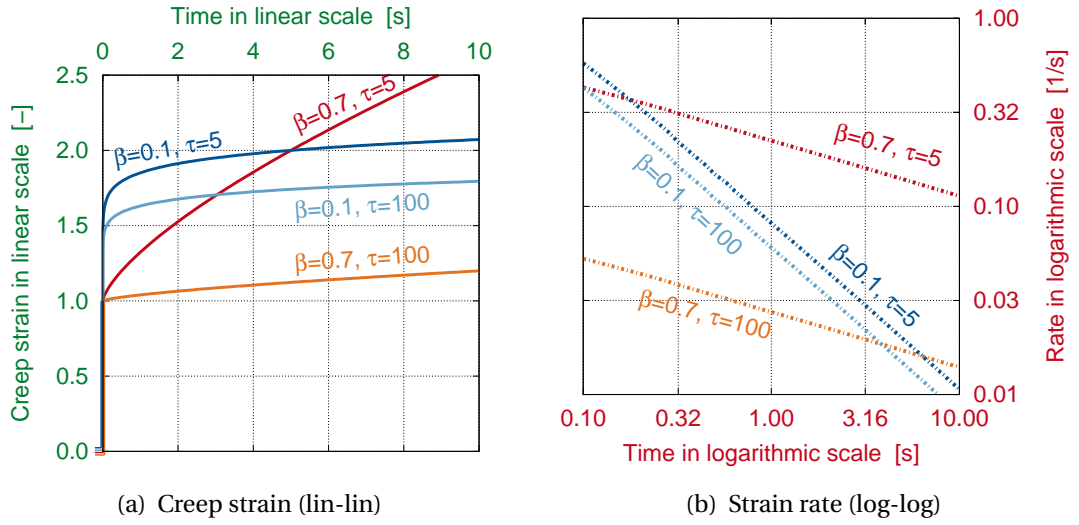 Time in linear scale [s]
0 2 4 6 8 10
Creep strain in linear scale [−]
2.5
2.0
1.5
1.0
0.5
0.0
β=0.7, τ=5
β=0.1, τ=5
β=0.1, τ=100
β=0.7, τ=100
(a) Creep strain (lin-lin)
1.00
0.32
0.10
0.03
0.01
Rate in logarithmic scale [1/s]
β=0.7, τ=5
β=0.1, τ=100
β=0.1, τ=5
β=0.7, τ=100
0.10 0.32 1.00 3.16 10.00
Time in logarithmic scale [s]
(b) Strain rate (log-log)